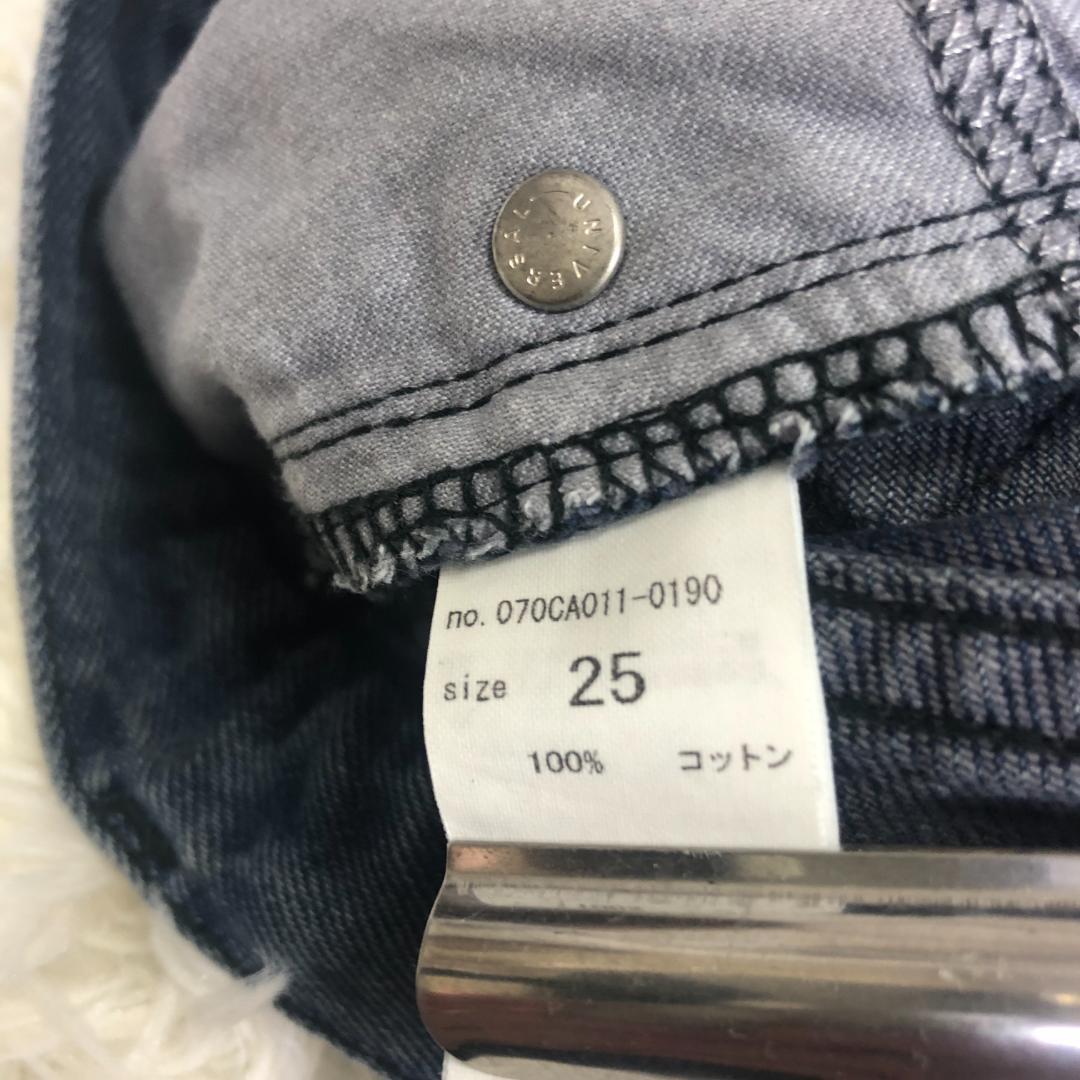 UNIVERSAL
no. 070CA011-0190
size 25
100% コットン